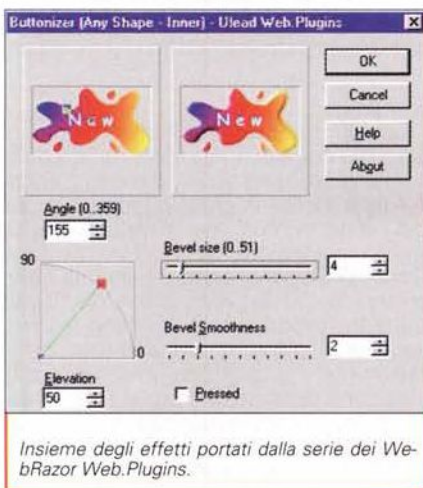 Buttonizer (Any Shape - Inner) - Ulead Web.Plugins
New
New
OK
Cancel
Help
About
Angle (0..359)
155
90
0
Elevation
50
Bevel size (0..51)
4
Bevel Smoothness
2
Pressed
Insieme degli effetti portati dalla serie dei We-
bRazor Web.Plugins.